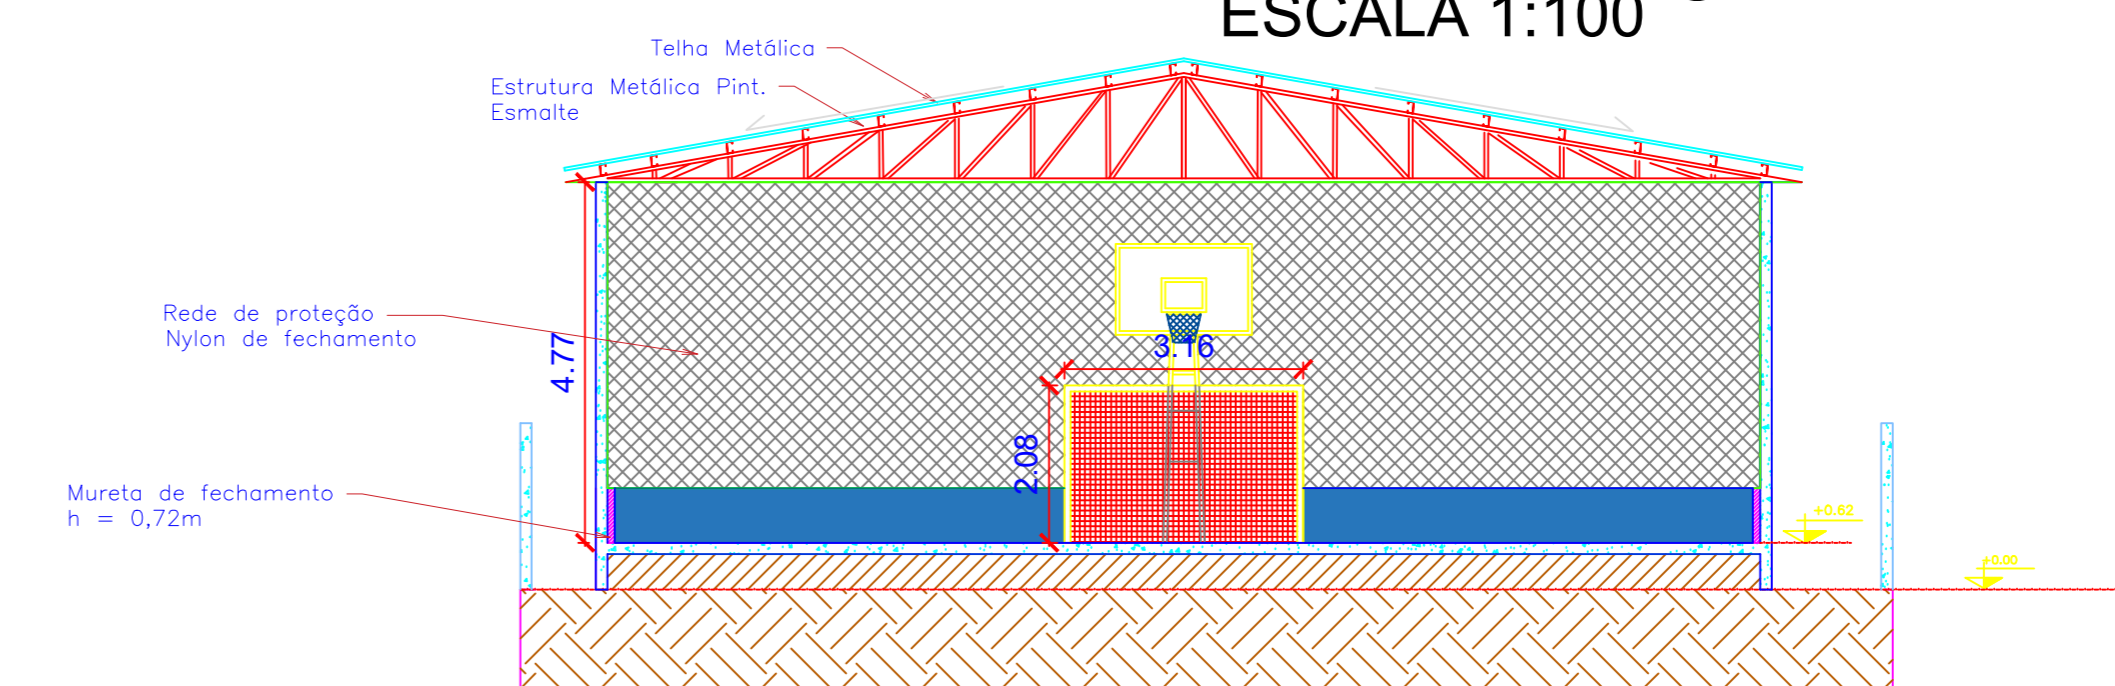 ESCALA 1:100
Telha Metálica
Estrutura Metálica Pint.
Esmalte
Rede de proteção
Nylon de fechamento
4.77
3.16
2.08
Mureta de fechamento
h = 0,72m
+0.62
+0.00